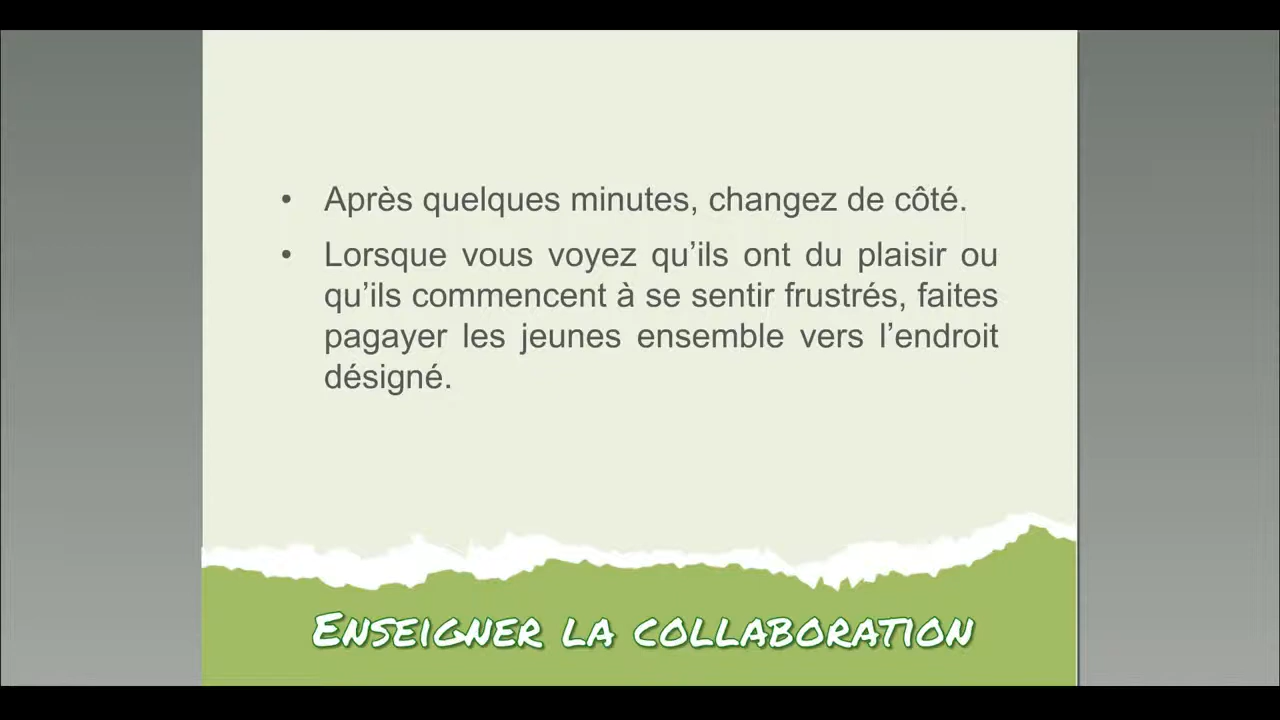 • Après quelques minutes, changez de côté.
• Lorsque vous voyez qu’ils ont du plaisir ou
qu’ils commencent à se sentir frustrés, faites
pagayer les jeunes ensemble vers l’endroit
désigné.
ENSEIGNER LA COLLABORATION